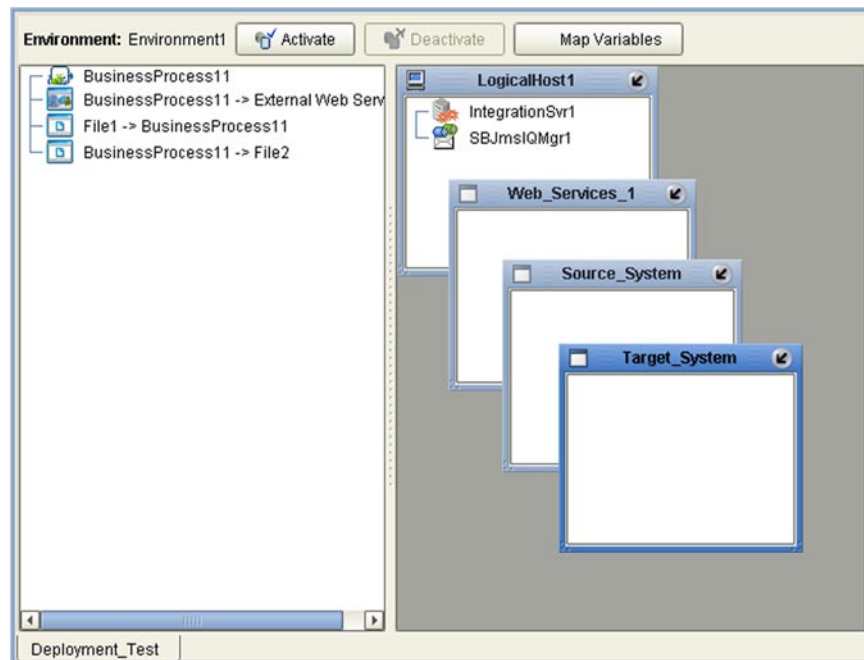 Environment: Environment1 Activate Deactivate Map Variables
BusinessProcess11
BusinessProcess11 -> External Web Serv
File1 -> BusinessProcess11
BusinessProcess11 -> File2
LogicalHost1
IntegrationSvr1
SBJmsIQMgr1
Web_Services_1
Source_System
Target_System
Deployment_Test